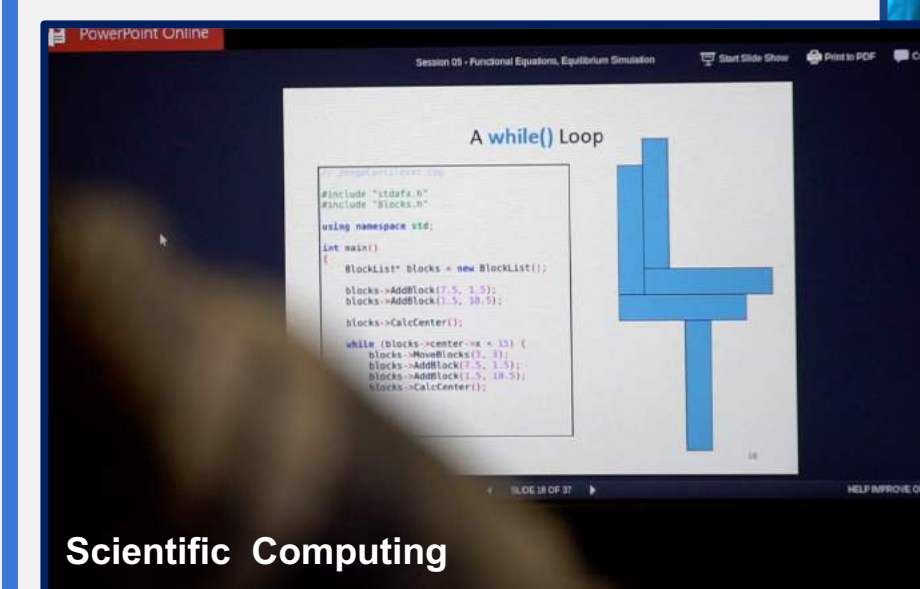 PowerPoint Online
Session 05 - Functional Equations, Equilibrium Simulation
Start Slide Show
Print to PDF
A while() Loop
#include "stdafx.h"
#include "Blocks.h"
using namespace std;
int main()
{
BlockList* blocks = new BlockList();
blocks->AddBlock(7.5, 1.5);
blocks->AddBlock(1.5, 10.5);
blocks->CalcCenter();
while (blocks->center->x < 15) {
blocks->MoveBlocks(3, 3);
blocks->AddBlock(7.5, 1.5);
blocks->AddBlock(1.5, 10.5);
blocks->CalcCenter();
18
SLIDE 18 OF 37
HELP IMPROVE
Scientific Computing